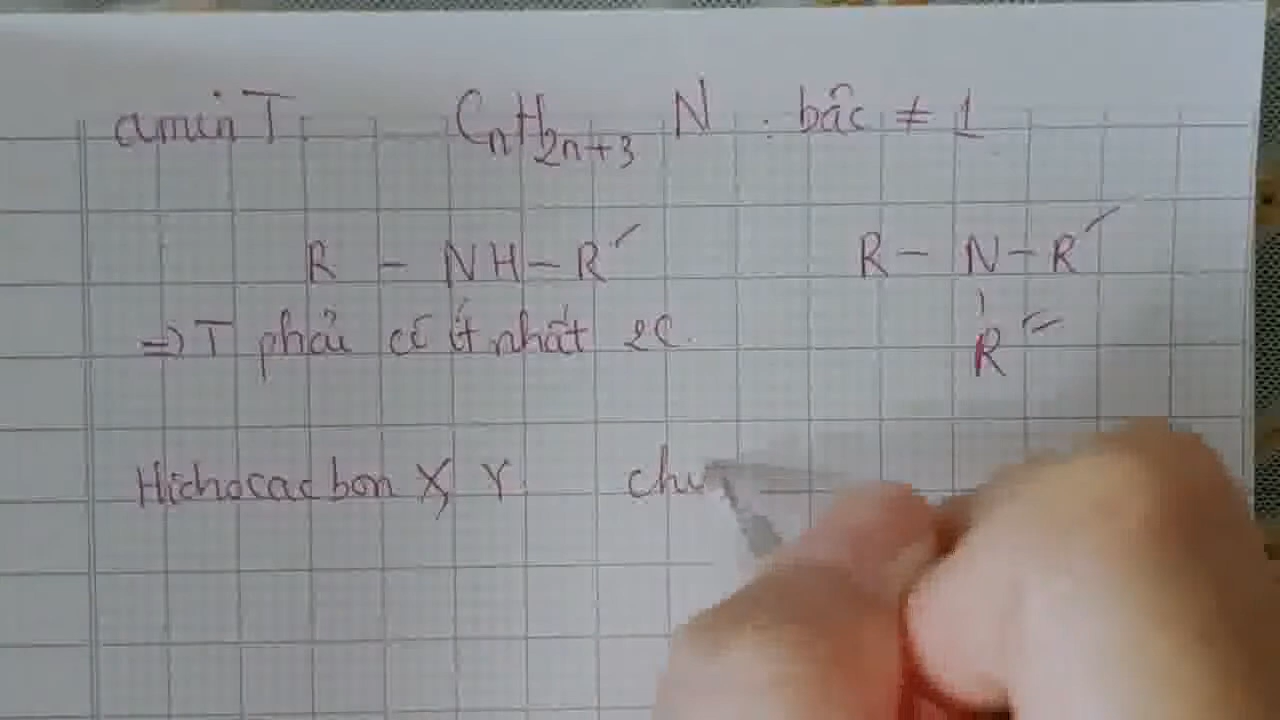 amin T CnH2n+3 N : bậc ≠ 1
R - NH - R' R - N - R'
R''
=> T phải có ít nhất 2C.
Hiđrocacbon X, Y